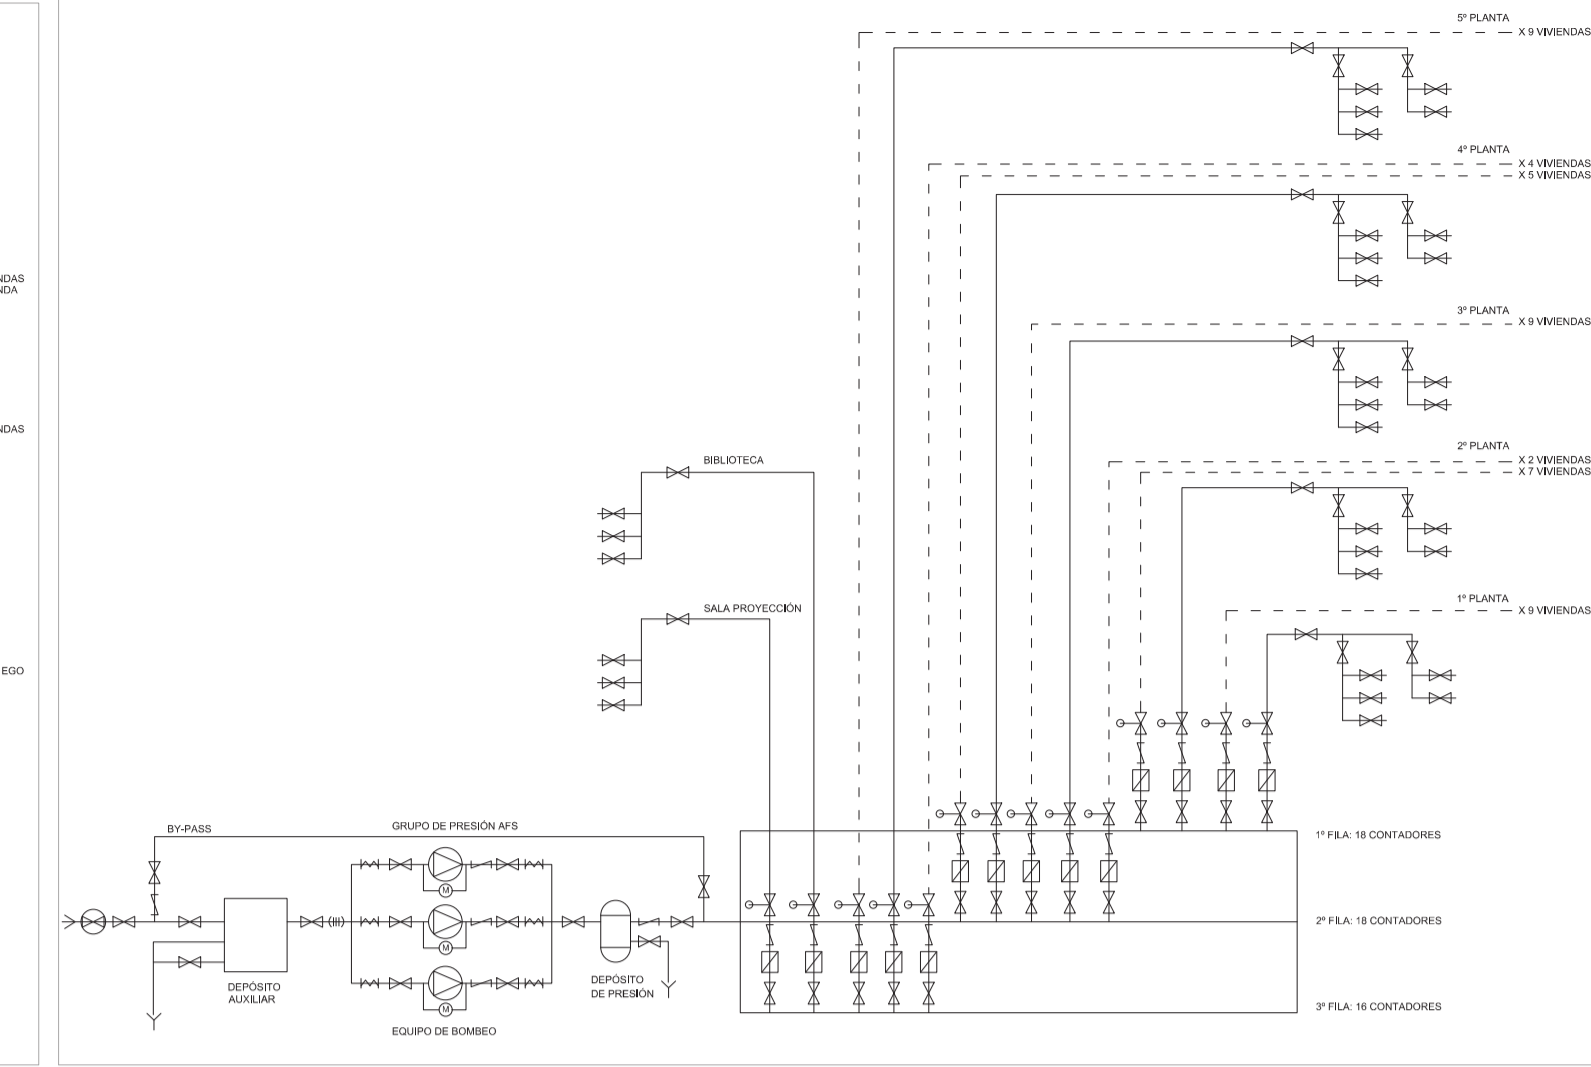 5º PLANTA
X 9 VIVIENDAS
4º PLANTA
X 4 VIVIENDAS
X 5 VIVIENDAS
3º PLANTA
X 9 VIVIENDAS
2º PLANTA
X 2 VIVIENDAS
X 7 VIVIENDAS
1º PLANTA
X 9 VIVIENDAS
NDAS
NDA
NDAS
EGO
BIBLIOTECA
SALA PROYECCIÓN
BY-PASS
GRUPO DE PRESIÓN AFS
M
M
M
DEPÓSITO
AUXILIAR
EQUIPO DE BOMBEO
DEPÓSITO
DE PRESIÓN
1º FILA: 18 CONTADORES
2º FILA: 18 CONTADORES
3º FILA: 16 CONTADORES